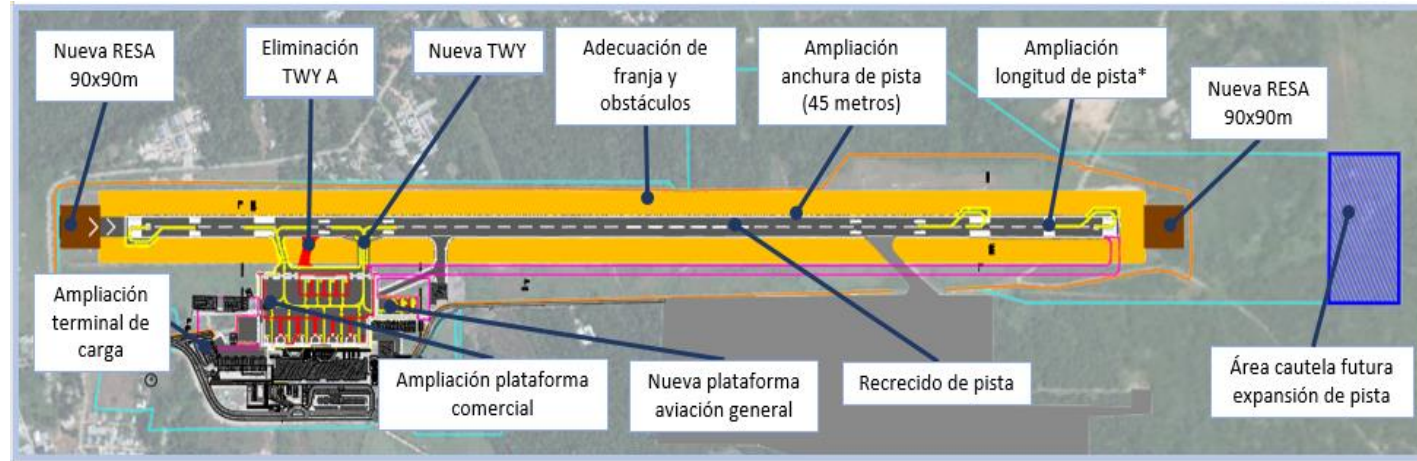 Nueva RESA
90x90m
Eliminación
TWY A
Nueva TWY
Adecuación de
franja y
obstáculos
Ampliación
anchura de pista
(45 metros)
Ampliación
longitud de pista*
Nueva RESA
90x90m
Ampliación
terminal de
carga
Ampliación plataforma
comercial
Nueva plataforma
aviación general
Recrecido de pista
Área cautela futura
expansión de pista